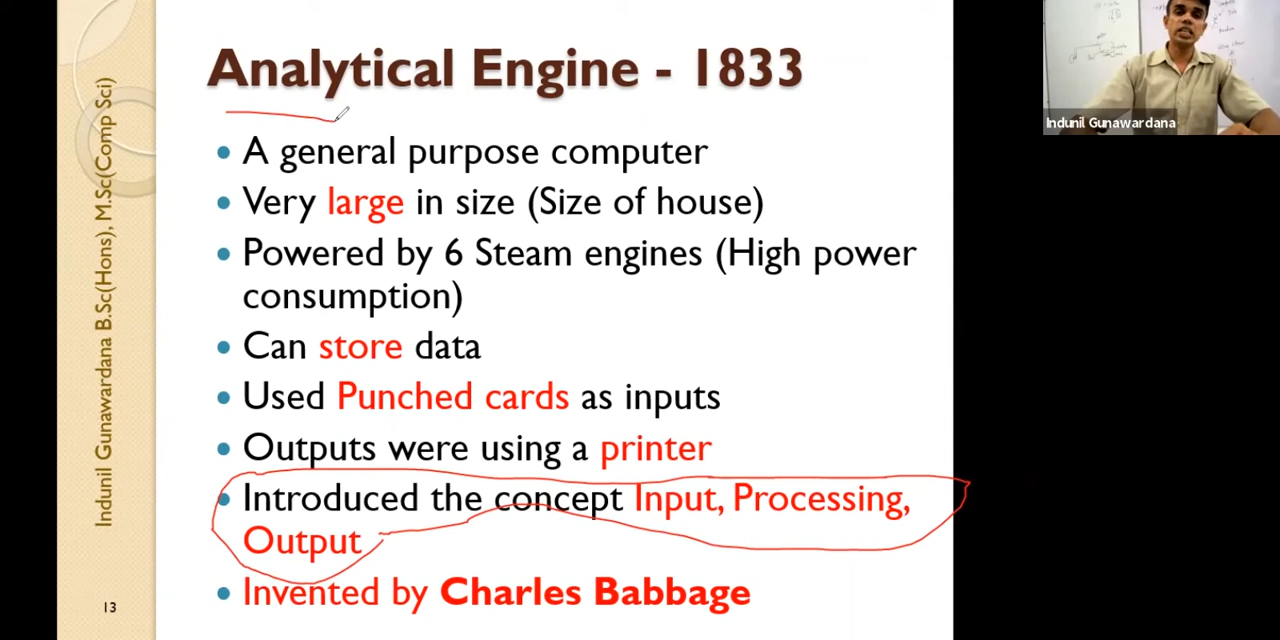 Analytical Engine - 1833
• A general purpose computer
• Very large in size (Size of house)
• Powered by 6 Steam engines (High power
consumption)
• Can store data
• Used Punched cards as inputs
• Outputs were using a printer
• Introduced the concept Input, Processing,
Output
• Invented by Charles Babbage
Indunil Gunawardana B.Sc(Hons), M.Sc(Comp Sci)
13
Indunil Gunawardana